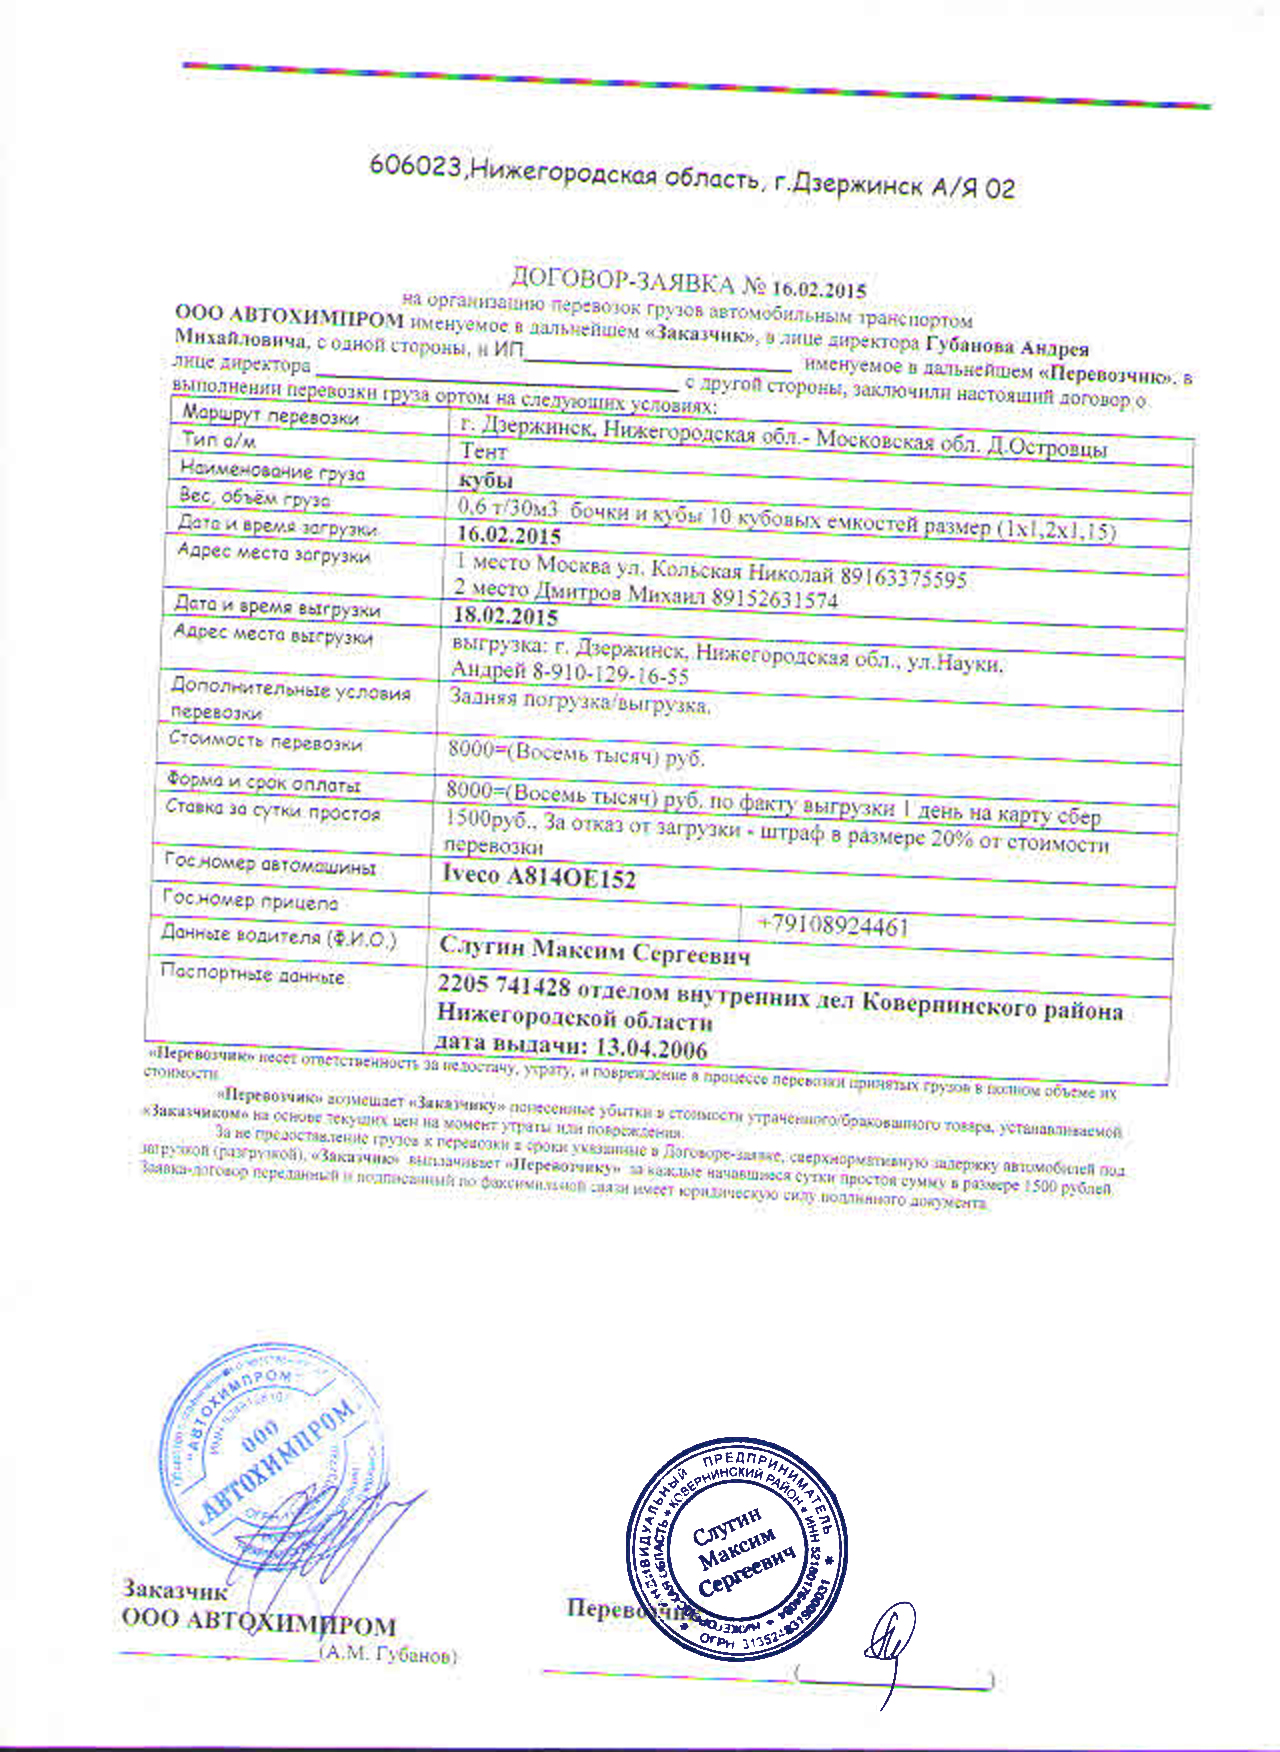 606023,Нижегородская область, г.Дзержинск А/Я 02
ДОГОВОР-ЗАЯВКА № 16.02.2015
на организацию перевозок грузов автомобильным транспортом
ООО АВТОХИМПРОМ именуемое в дальнейшем «Заказчик», в лице директора Губанова Андрея
Михайловича, с одной стороны, и ИП____________________ именуемое в дальнейшем «Перевозчик», в
лице директора ______________________________ с другой стороны, заключили настоящий договор о
выполнении перевозки груза ортом на следующих условиях:
Маршрут перевозки г. Дзержинск, Нижегородская обл.- Московская обл. Д.Островцы
Тип а/м Тент
Наименование груза кубы
Вес, объём груза 0,6 т/30м3 бочки и кубы 10 кубовых емкостей размер (1х1,2х1,15)
Дата и время загрузки 16.02.2015
Адрес места загрузки 1 место Москва ул. Кольская Николай 89163375595
2 место Дмитров Михаил 89152631574
Дата и время выгрузки 18.02.2015
Адрес места выгрузки выгрузка: г. Дзержинск, Нижегородская обл., ул.Науки,
Андрей 8-910-129-16-55
Дополнительные условия Задняя погрузка/выгрузка.
перевозки
Стоимость перевозки 8000=(Восемь тысяч) руб.
Форма и срок оплаты 8000=(Восемь тысяч) руб. по факту выгрузки 1 день на карту сбер
Ставка за сутки простоя 1500руб., За отказ от загрузки - штраф в размере 20% от стоимости
перевозки
Гос.номер автомашины Iveco А814ОЕ152
Гос.номер прицепа +79108924461
Данные водителя (Ф.И.О.) Слугин Максим Сергеевич
Паспортные данные 2205 741428 отделом внутренних дел Ковернинского района
Нижегородской области
дата выдачи: 13.04.2006
«Перевозчик» несет ответственность за недостачу, утрату, и повреждение в процессе перевозки принятых грузов в полном объеме их
стоимости.
«Перевозчик» возмещает «Заказчику» понесенные убытки в стоимости утраченного/бракованного товара, устанавливаемой
«Заказчиком» на основе текущих цен на момент утраты или повреждения.
За не предоставление грузов к перевозки в сроки указанные в Договоре-заявке, сверхнормативную задержку автомобилей под
загрузкой (разгрузкой), «Заказчик» выплачивает «Перевозчику» за каждые начавшиеся сутки простоя сумму в размере 1500 рублей.
Заявка-договор переданный и подписанный по факсимильной связи имеет юридическую силу подлинного документа
"АВТОХИМПРОМ"
ООО
"АВТОХИМПРОМ"
ИНДИВИДУАЛЬНЫЙ ПРЕДПРИНИМАТЕЛЬ
НИЖЕГОРОДСКАЯ ОБЛАСТЬ * КОВЕРНИНСКИЙ РАЙОН * ИНН
ОГРН
Слугин
Максим
Сергеевич
Заказчик
ООО АВТОХИМПРОМ
(А.М. Губанов)
Перевозчик
(____________________)